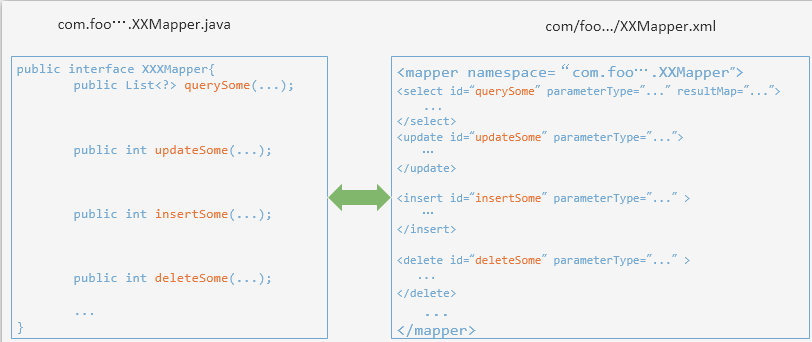 com.foo….XXMapper.java
public interface XXXMapper{
public List<?> querySome(...);
public int updateSome(...);
public int insertSome(...);
public int deleteSome(...);
...
}
com/foo.../XXMapper.xml
<mapper namespace=“com.foo….XXMapper”>
<select id=“querySome” parameterType=”...” resultMap=”...”>
...
</select>
<update id=“updateSome” parameterType=”...”>
…
</update>
<insert id=“insertSome” parameterType=”...” >
…
</insert>
<delete id=“deleteSome” parameterType=”...” >
...
</delete>
...
</mapper>